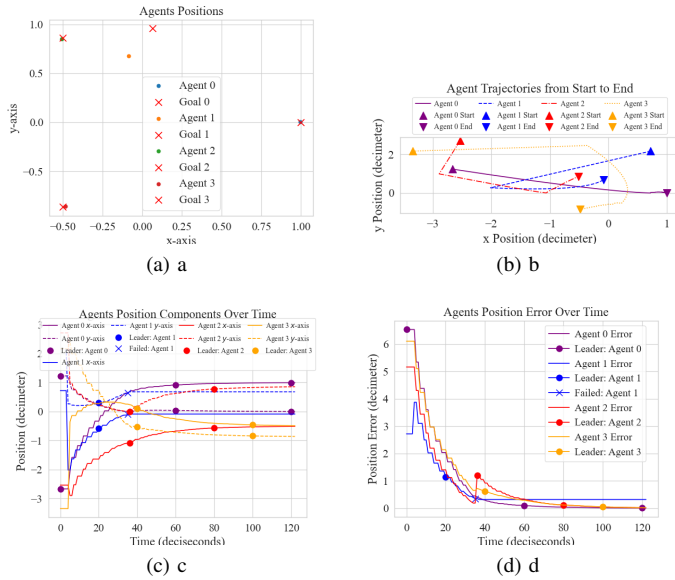 Agents Positions
1.0
0.5
0.0
−0.5
y-axis
Agent 0
Goal 0
Agent 1
Goal 1
Agent 2
Goal 2
Agent 3
Goal 3
−0.50 −0.25 0.00 0.25 0.50 0.75 1.00
x-axis
(a) a
Agent Trajectories from Start to End
Agent 0 Agent 1 Agent 2 Agent 3
Agent 0 Start Agent 1 Start Agent 2 Start Agent 3 Start
Agent 0 End Agent 1 End Agent 2 End Agent 3 End
y Position (decimeter)
2
0
−3 −2 −1 0 1
x Position (decimeter)
(b) b
Agents Position Components Over Time
Agent 0 x-axis Agent 1 y-axis Agent 2 x-axis Agent 3 x-axis
Agent 0 y-axis Leader: Agent 1 Agent 2 y-axis Agent 3 y-axis
Leader: Agent 0 Failed: Agent 1 Leader: Agent 2 Leader: Agent 3
Agent 1 x-axis
Position (decimeter)
1
0
−1
−2
−3
0 20 40 60 80 100 120
Time (deciseconds)
(c) c
Agents Position Error Over Time
Position Error (decimeter)
6
5
4
3
2
1
0
Agent 0 Error
Leader: Agent 0
Agent 1 Error
Leader: Agent 1
Failed: Agent 1
Agent 2 Error
Leader: Agent 2
Agent 3 Error
Leader: Agent 3
0 20 40 60 80 100 120
Time (deciseconds)
(d) d